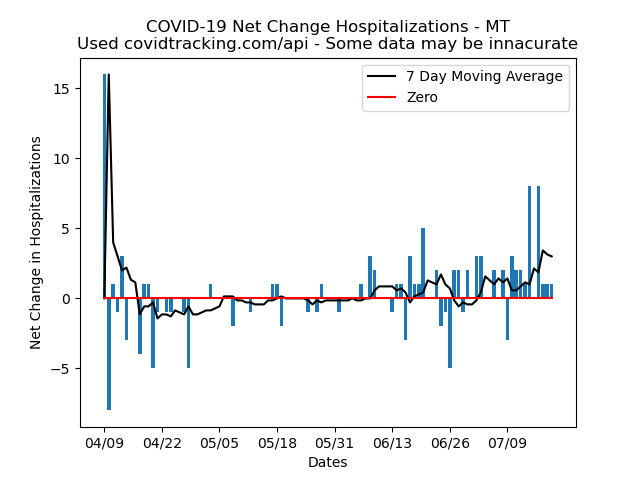 COVID-19 Net Change Hospitalizations - MT
Used covidtracking.com/api - Some data may be innacurate
7 Day Moving Average
Zero
Net Change in Hospitalizations
15
10
5
0
−5
04/09 04/22 05/05 05/18 05/31 06/13 06/26 07/09
Dates